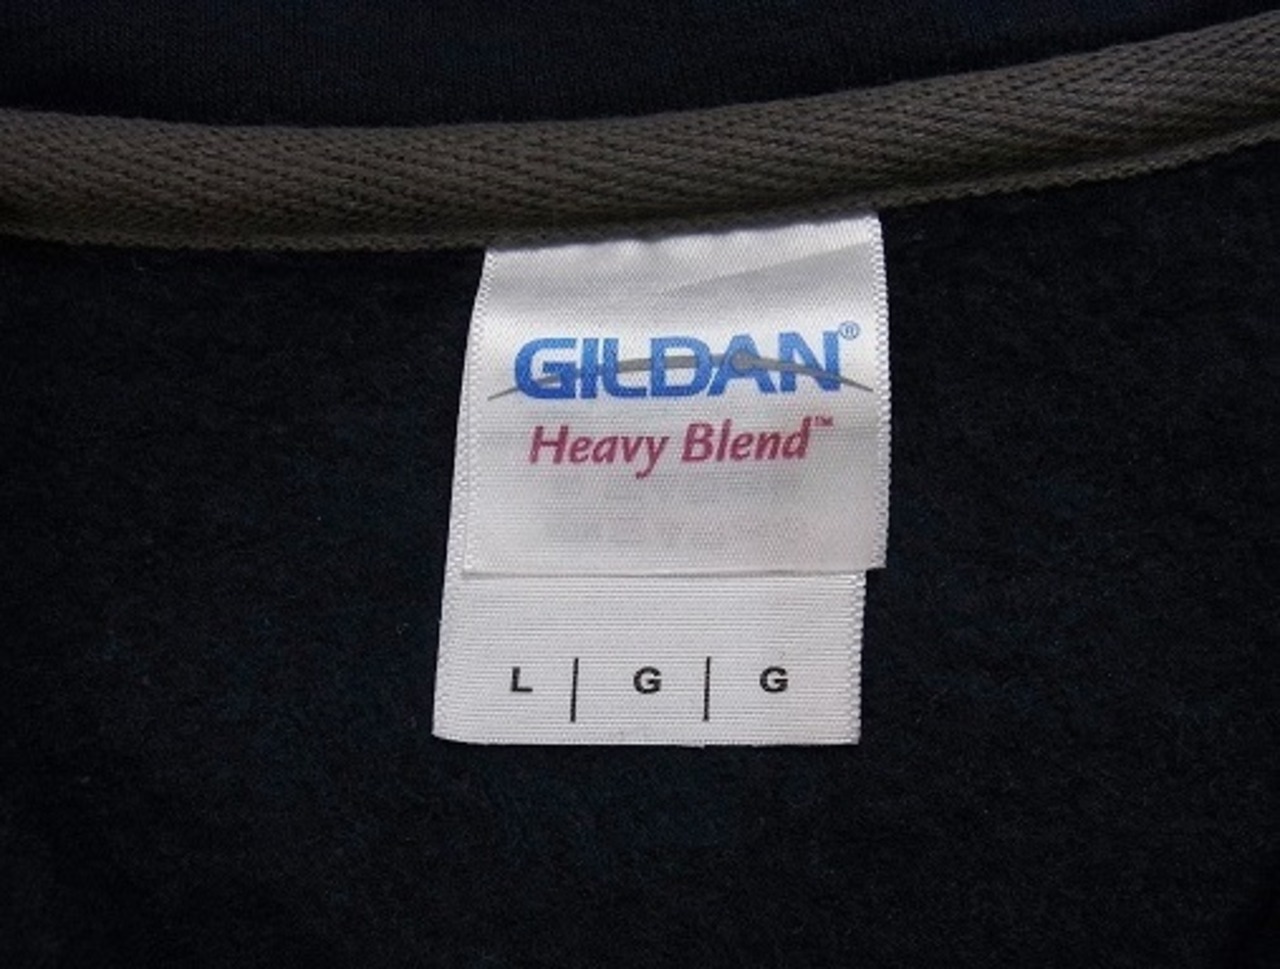 GILDAN®
Heavy Blend™
L | G | G